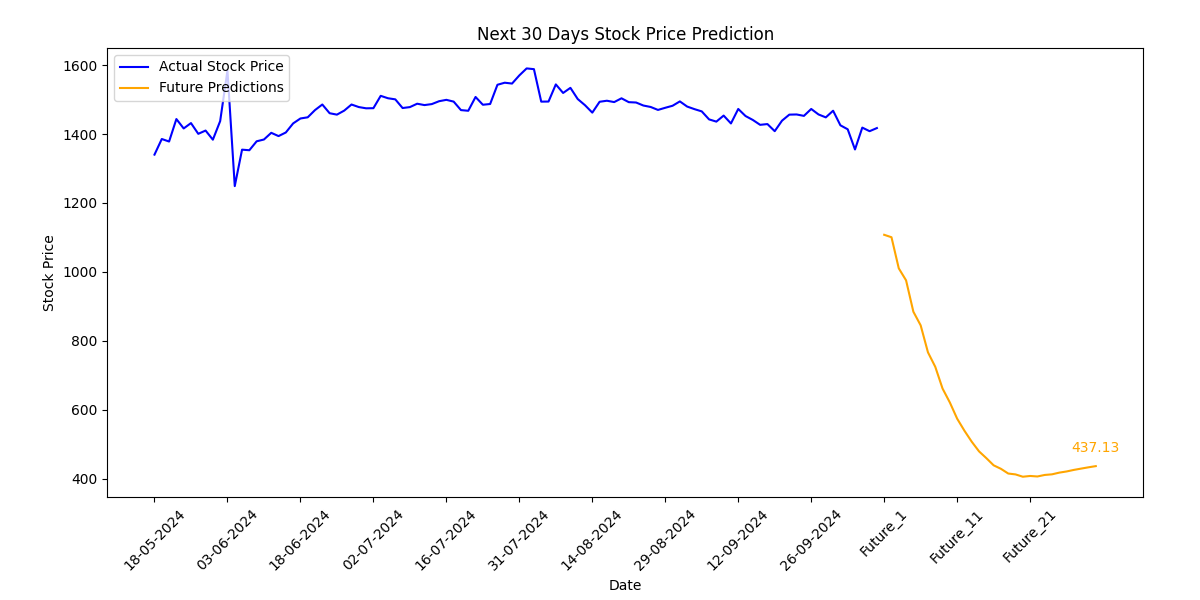 Next 30 Days Stock Price Prediction
Actual Stock Price
Future Predictions
Stock Price
1600
1400
1200
1000
800
600
400
437.13
18-05-2024
03-06-2024
18-06-2024
02-07-2024
16-07-2024
31-07-2024
14-08-2024
29-08-2024
12-09-2024
26-09-2024
Future_1
Future_11
Future_21
Date